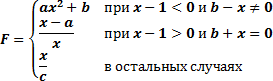 F = { ax² + b при x − 1 < 0 и b − x ≠ 0
(x − a)/x при x − 1 > 0 и b + x = 0
x/c в остальных случаях